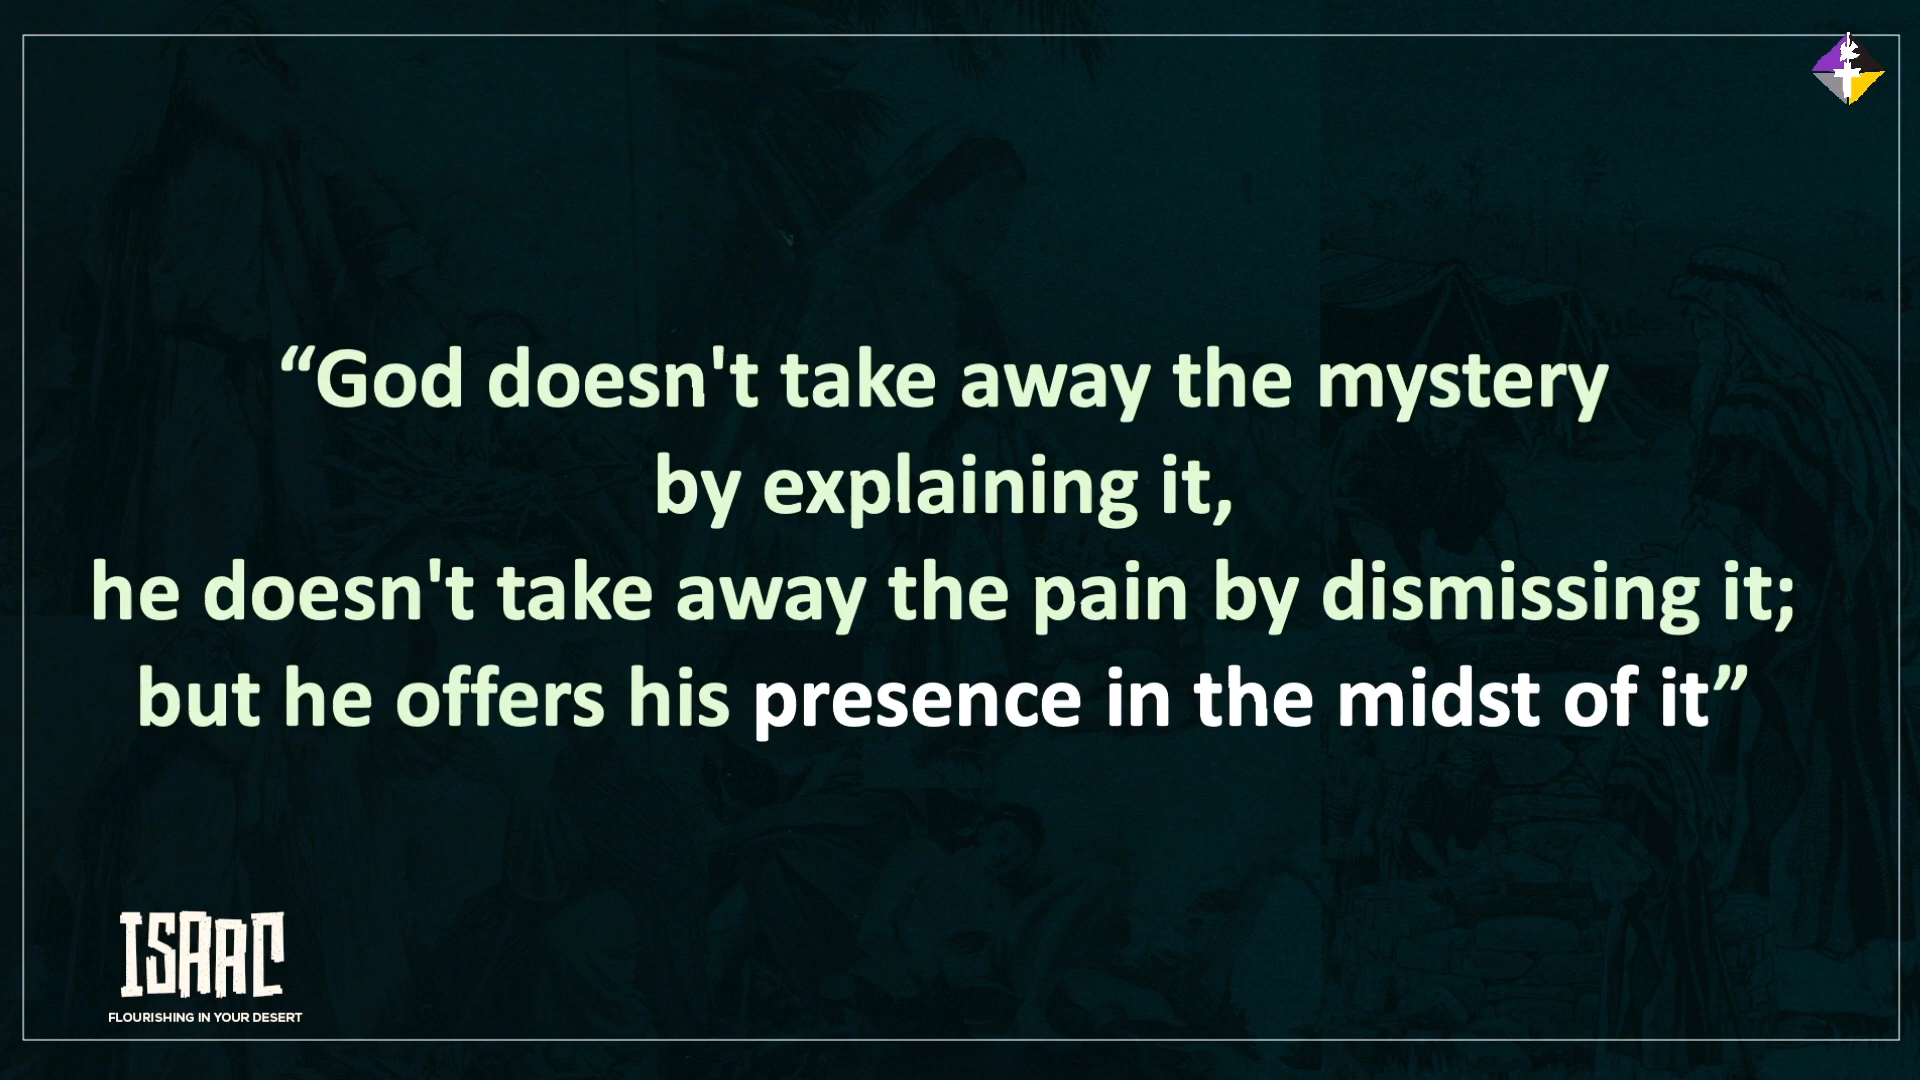 “God doesn't take away the mystery
by explaining it,
he doesn't take away the pain by dismissing it;
but he offers his presence in the midst of it”
ISAAC
FLOURISHING IN YOUR DESERT